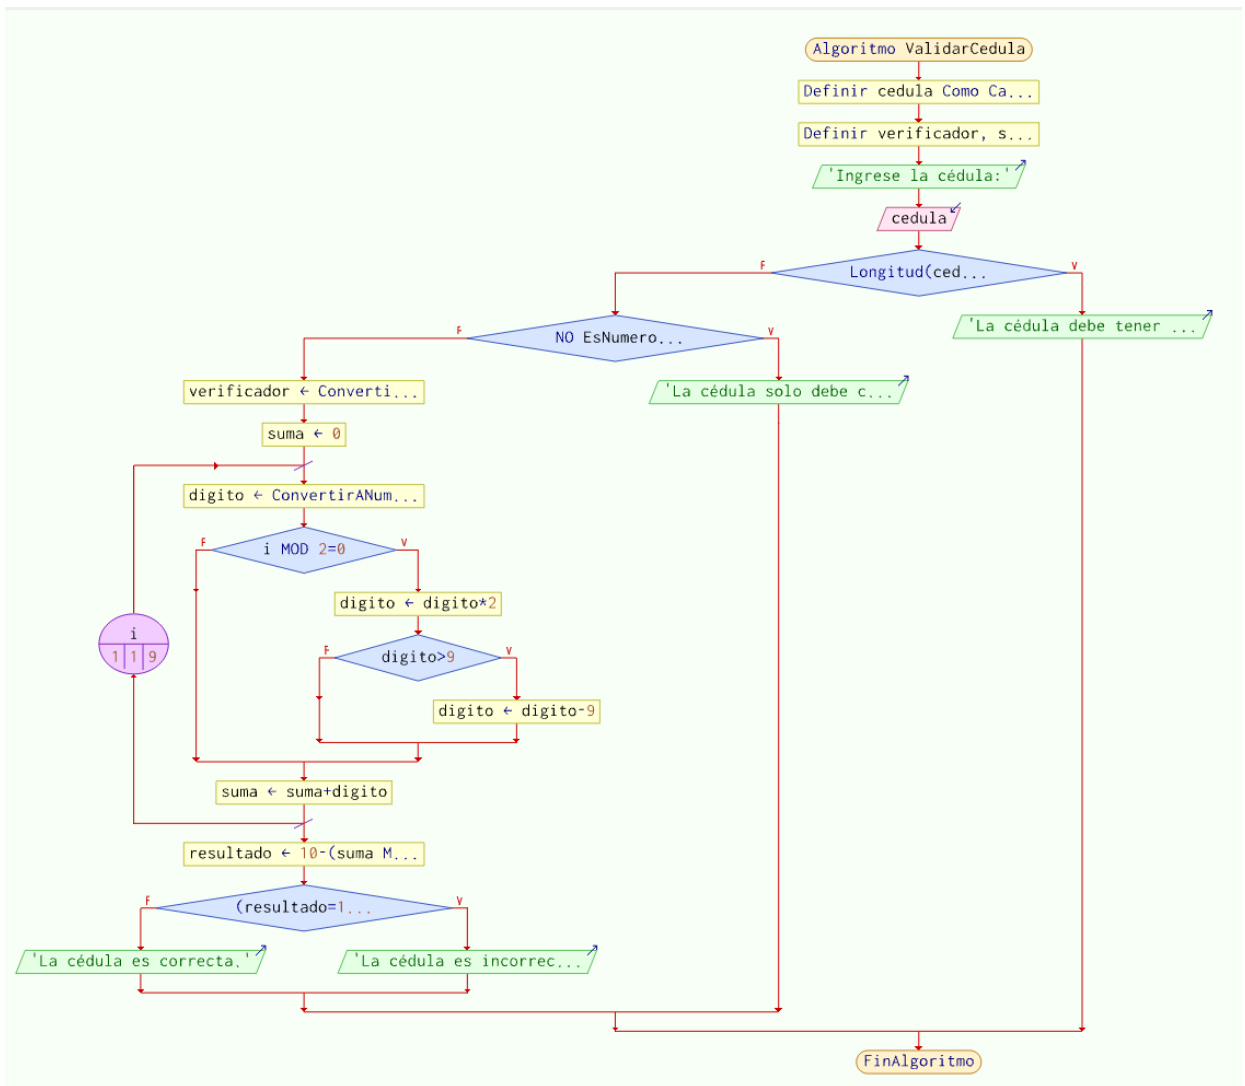 Algoritmo ValidarCedula
Definir cedula Como Ca...
Definir verificador, s...
'Ingrese la cédula:'
cedula
Longitud(ced...
F
V
'La cédula debe tener ...
NO EsNumero...
F
V
'La cédula solo debe c...
verificador ← Converti...
suma ← 0
digito ← ConvertirANum...
i MOD 2=0
F
V
digito ← digito*2
i
1 1 9
digito>9
F
V
digito ← digito-9
suma ← suma+digito
resultado ← 10-(suma M...
(resultado=1...
F
V
'La cédula es correcta.'
'La cédula es incorrec...
FinAlgoritmo